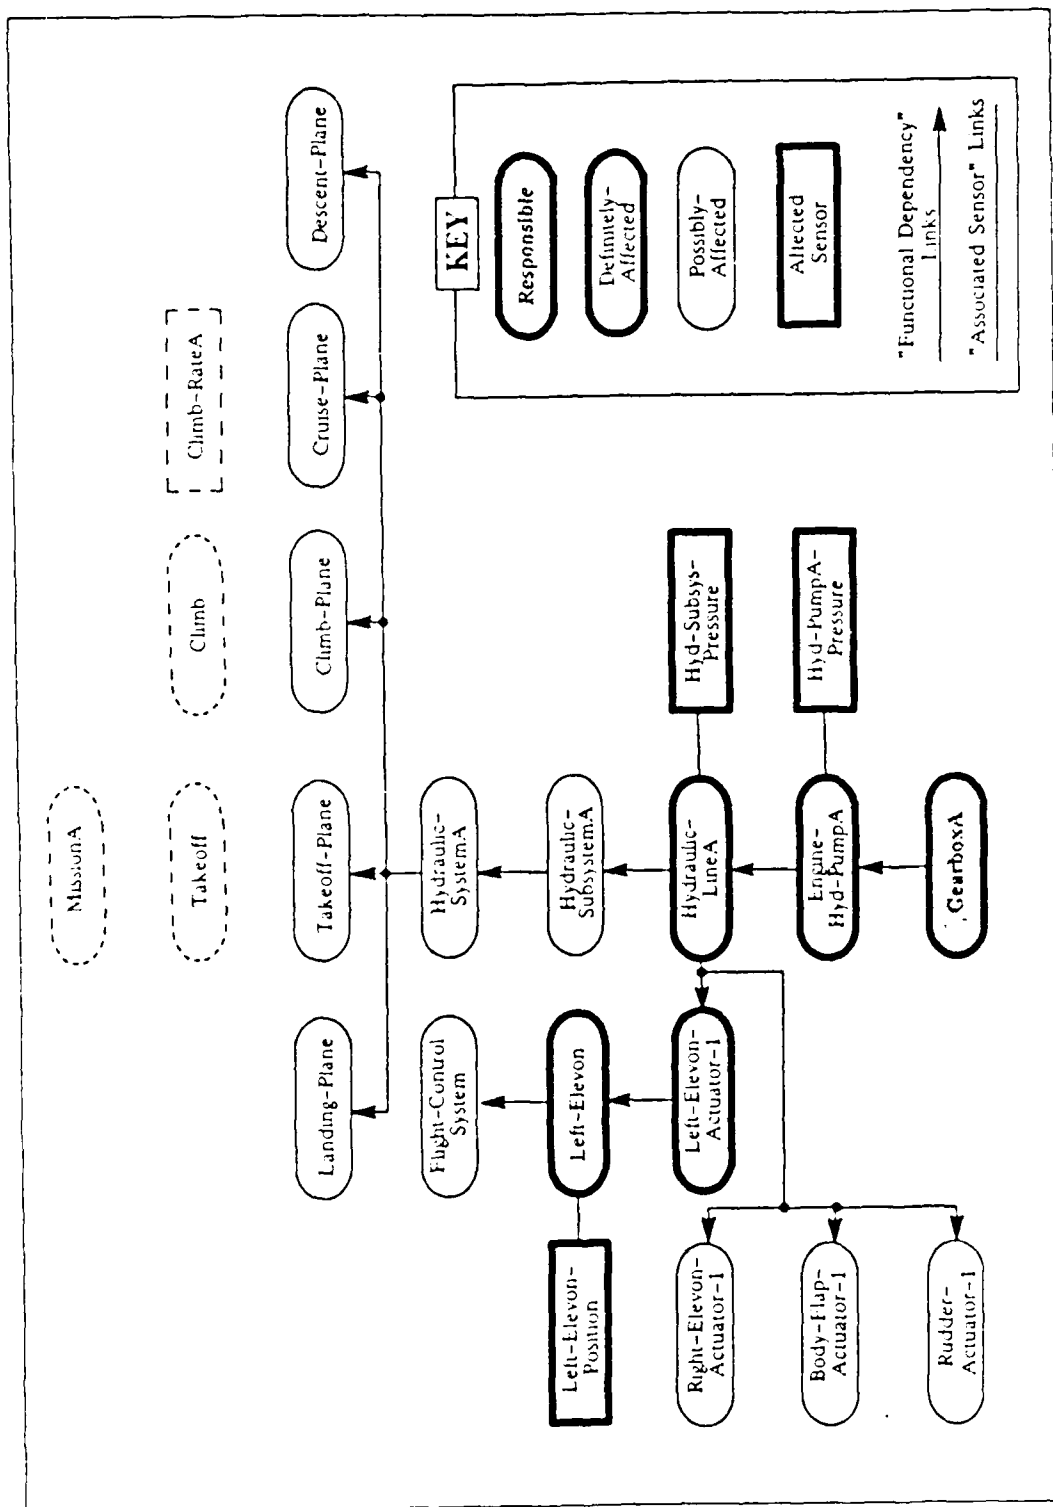 MissionA
Takeoff
Climb
Climb-RateA
Landing-Plane
Takeoff-Plane
Climb-Plane
Cruise-Plane
Descent-Plane
Flight-Control
System
Hydraulic-
SystemA
Left-Elevon-
Position
Left-Elevon
Hydraulic-
SubsystemA
Right-Elevon-
Actuator-1
Left-Elevon-
Actuator-1
Hydraulic-
LineA
Hyd-Subsys-
Pressure
Body-Flap-
Actuator-1
Engine-
Hyd-PumpA
Hyd-PumpA-
Pressure
Rudder-
Actuator-1
GearboxA
KEY
Responsible
Definitely-
Affected
Possibly-
Affected
Affected
Sensor
"Functional Dependency"
Links
"Associated Sensor" Links